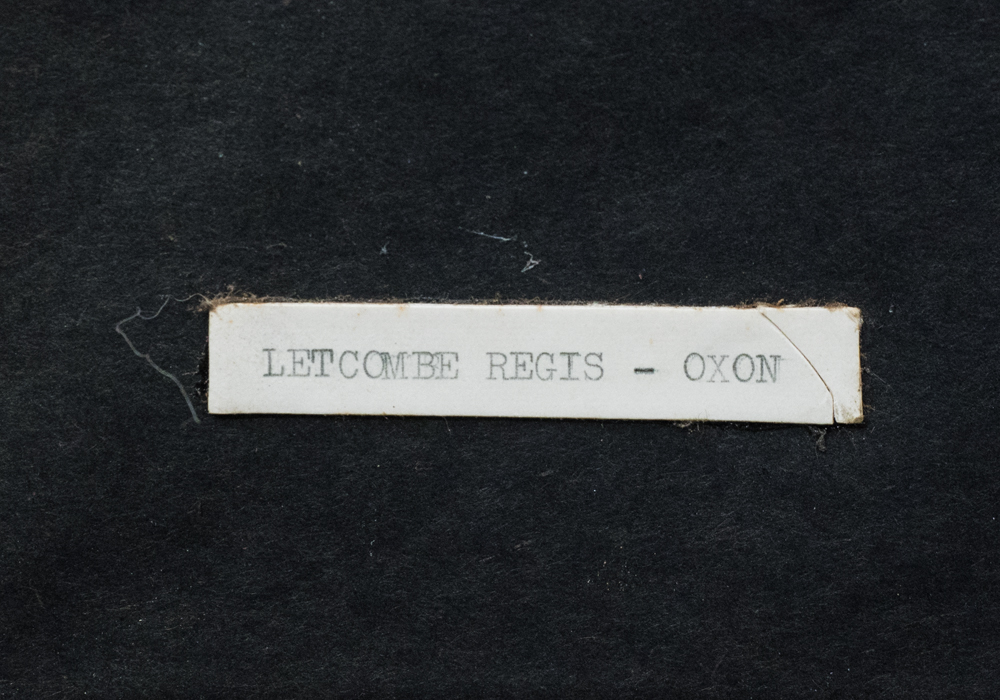 LETCOMBE REGIS - OXON